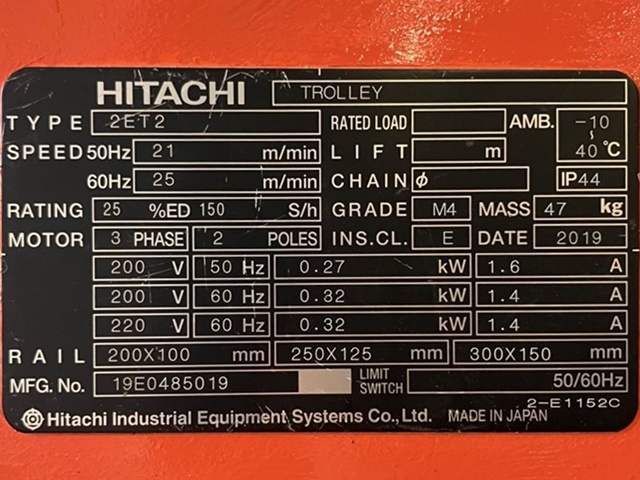 HITACHI TROLLEY
TYPE 2ET2 RATED LOAD AMB. -10
SPEED 50Hz 21 m/min LIFT m ~ 40 °C
60Hz 25 m/min CHAIN ϕ IP44
RATING 25 %ED 150 S/h GRADE M4 MASS 47 kg
MOTOR 3 PHASE 2 POLES INS.CL. E DATE 2019
200 V 50 Hz 0.27 kW 1.6 A
200 V 60 Hz 0.32 kW 1.4 A
220 V 60 Hz 0.32 kW 1.4 A
RAIL 200X100 mm 250X125 mm 300X150 mm
MFG. No. 19E0485019 LIMIT SWITCH 50/60Hz
2-E1152C
Hitachi Industrial Equipment Systems Co., Ltd. MADE IN JAPAN